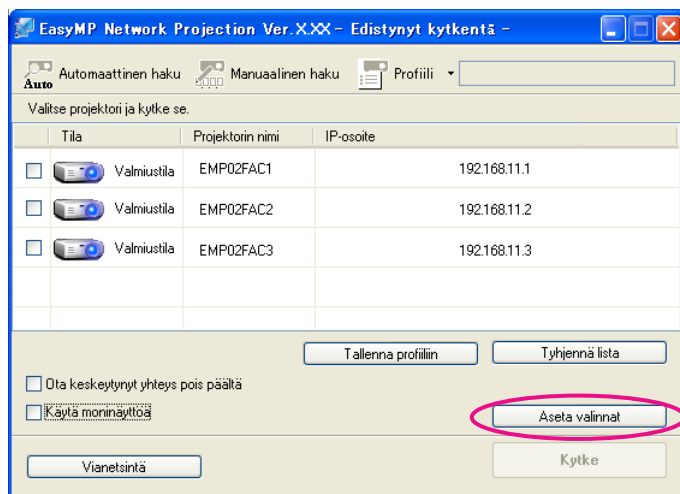 EasyMP Network Projection Ver.X.XX - Edistynyt kytkentä -
Auto Automaattinen haku Manuaalinen haku Profiili
Valitse projektori ja kytke se.
Tila Projektorin nimi IP-osoite
Valmiustila EMP02FAC1 192.168.11.1
Valmiustila EMP02FAC2 192.168.11.2
Valmiustila EMP02FAC3 192.168.11.3
Tallenna profiiliin Tyhjennä lista
Ota keskeytynyt yhteys pois päältä
Käytä moninäyttöä Aseta valinnat
Vianetsintä Kytke